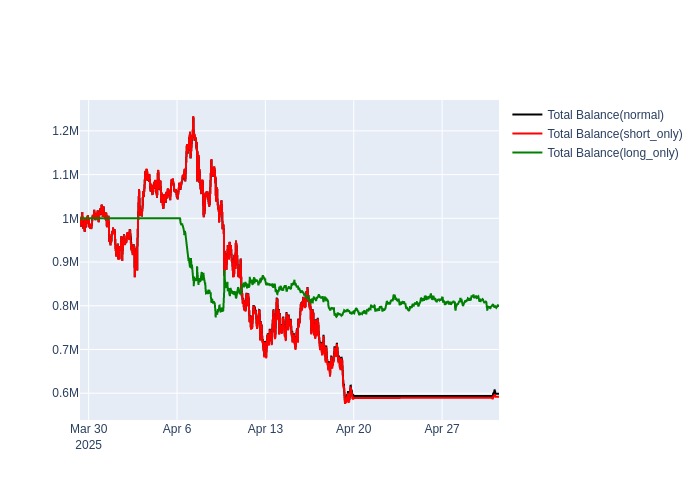 Total Balance(normal)
Total Balance(short_only)
Total Balance(long_only)
1.2M
1.1M
1M
0.9M
0.8M
0.7M
0.6M
Mar 30 Apr 6 Apr 13 Apr 20 Apr 27
2025